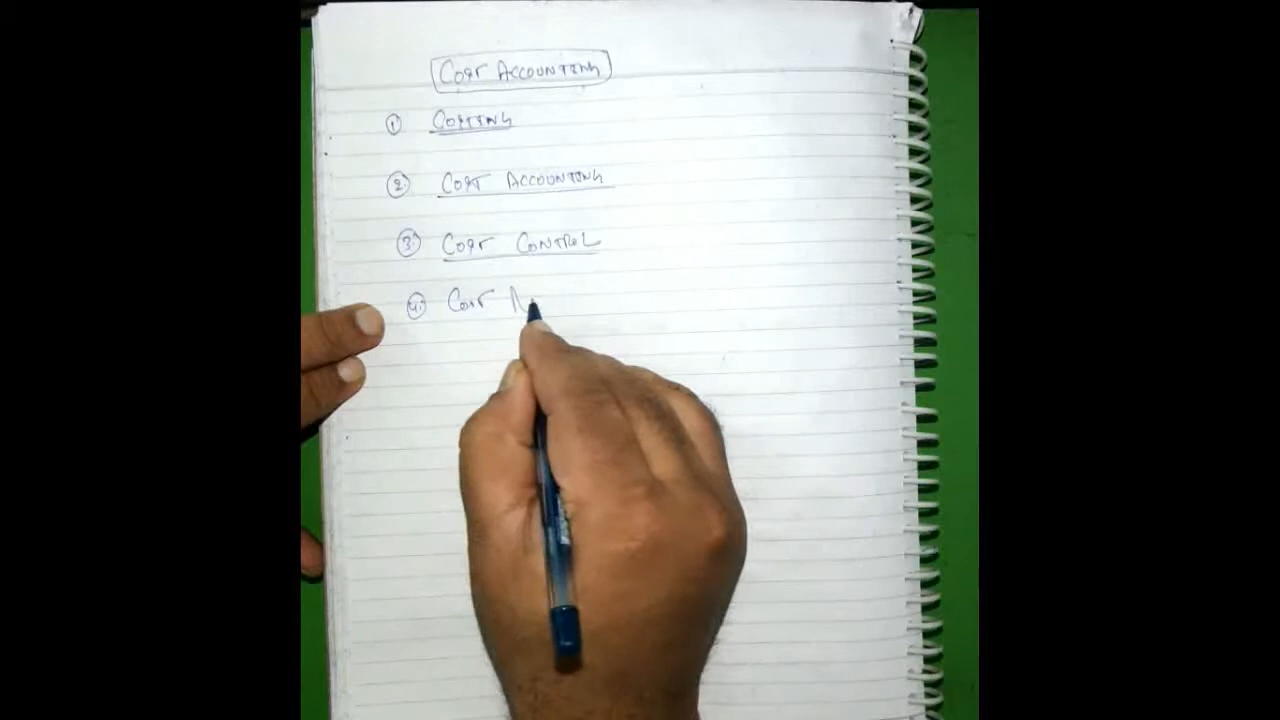 COST ACCOUNTING
1. COSTING
2. COST ACCOUNTING
3. COST CONTROL
4. COST